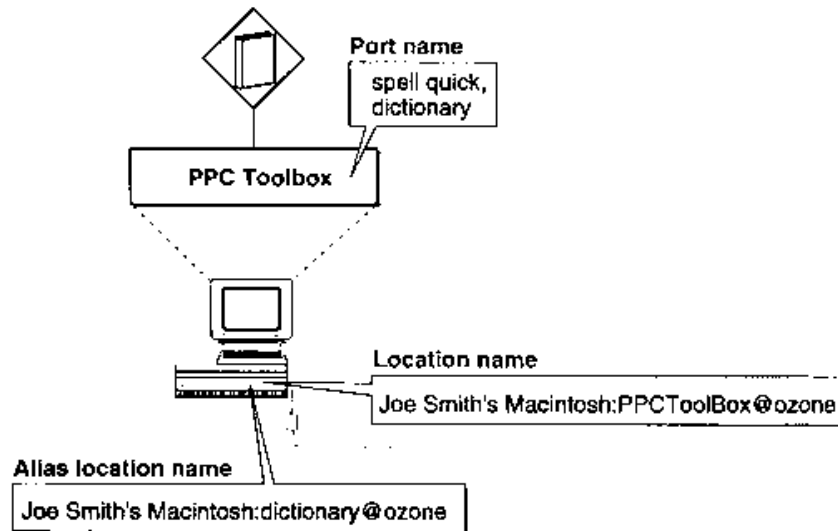 Port name
spell quick,
dictionary
PPC Toolbox
Location name
Joe Smith's Macintosh:PPCToolBox@ozone
Alias location name
Joe Smith's Macintosh:dictionary@ozone